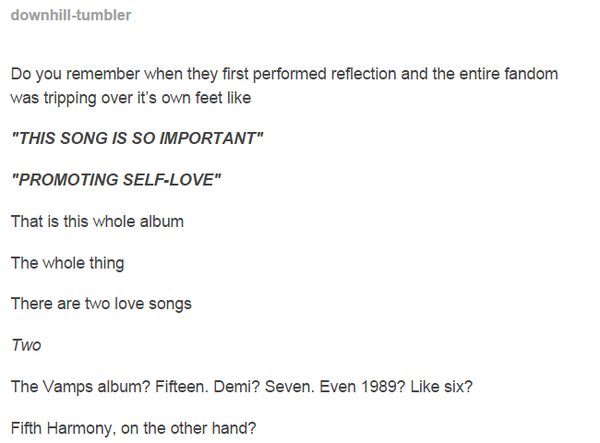 downhill-tumbler
Do you remember when they first performed reflection and the entire fandom
was tripping over it's own feet like
"THIS SONG IS SO IMPORTANT"
"PROMOTING SELF-LOVE"
That is this whole album
The whole thing
There are two love songs
Two
The Vamps album? Fifteen. Demi? Seven. Even 1989? Like six?
Fifth Harmony, on the other hand?